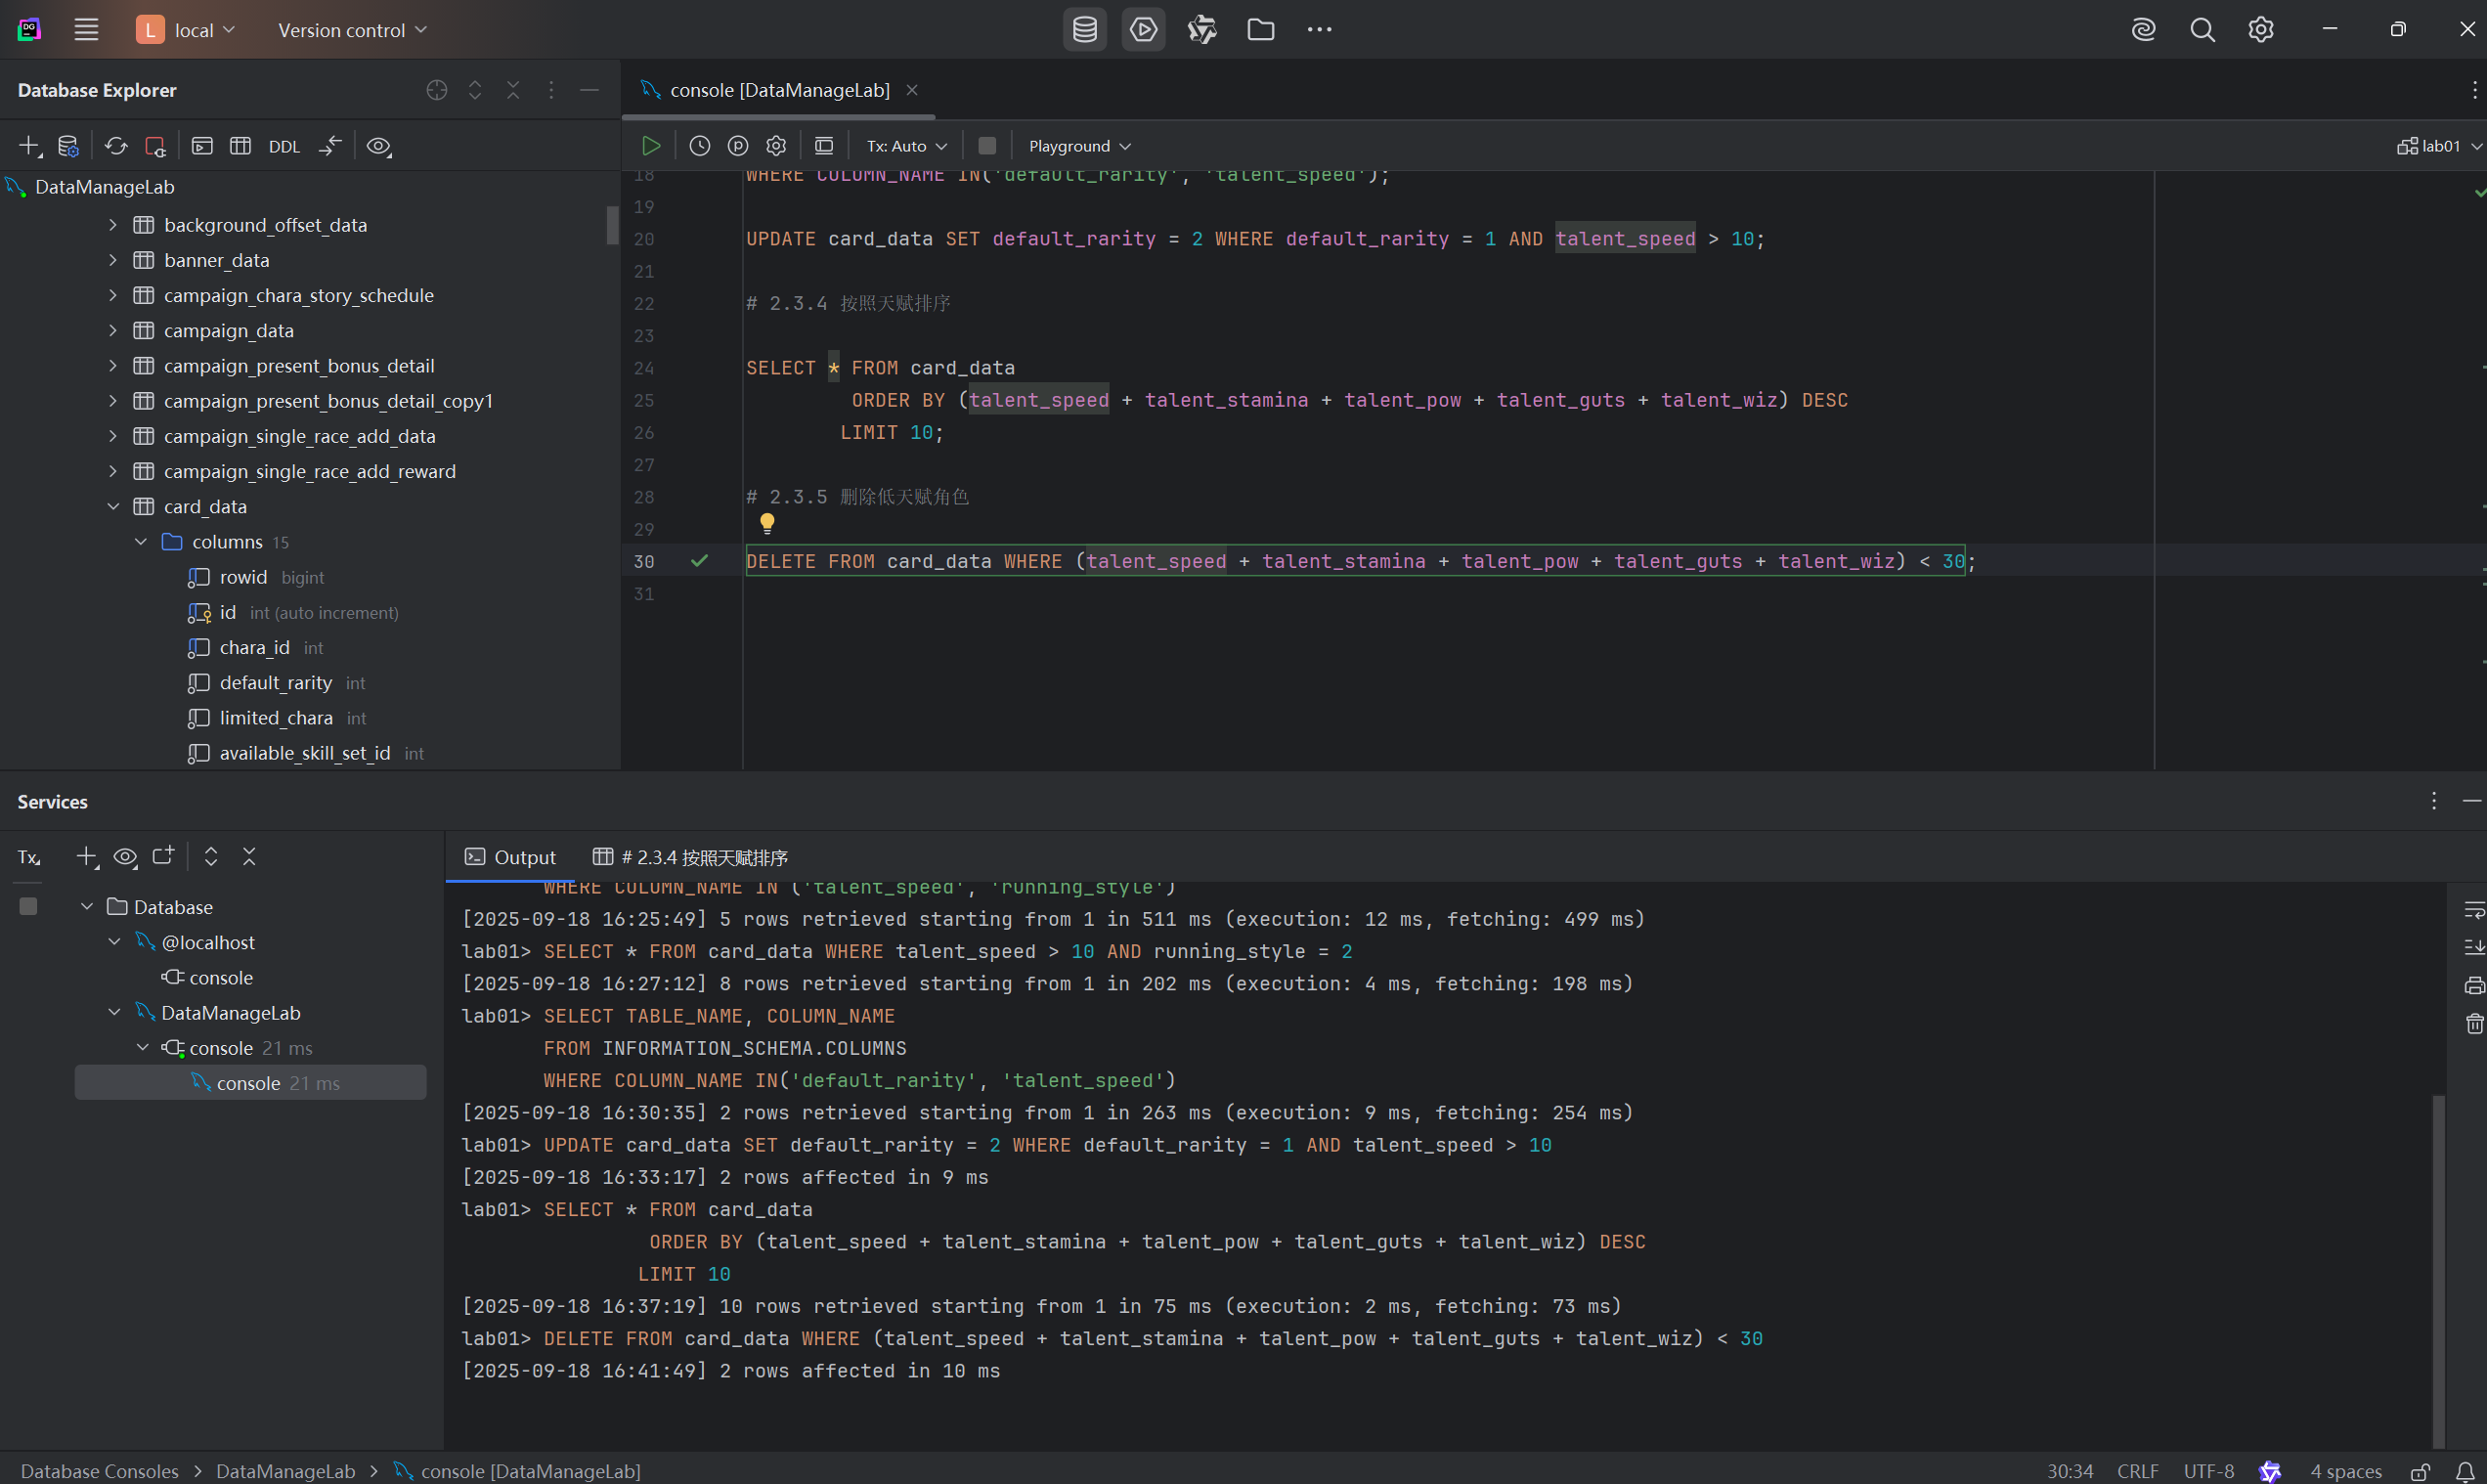 L local Version control
Database Explorer
console [DataManageLab]
DDL
Tx: Auto
Playground
lab01
DataManageLab
background_offset_data
banner_data
campaign_chara_story_schedule
campaign_data
campaign_present_bonus_detail
campaign_present_bonus_detail_copy1
campaign_single_race_add_data
campaign_single_race_add_reward
card_data
columns 15
rowid bigint
id int (auto increment)
chara_id int
default_rarity int
limited_chara int
available_skill_set_id int
18 WHERE COLUMN_NAME IN('default_rarity', 'talent_speed');
19
20 UPDATE card_data SET default_rarity = 2 WHERE default_rarity = 1 AND talent_speed > 10;
21
22 # 2.3.4 按照天赋排序
23
24 SELECT * FROM card_data
25 ORDER BY (talent_speed + talent_stamina + talent_pow + talent_guts + talent_wiz) DESC
26 LIMIT 10;
27
28 # 2.3.5 删除低天赋角色
29
30 DELETE FROM card_data WHERE (talent_speed + talent_stamina + talent_pow + talent_guts + talent_wiz) < 30;
31
Services
Tx
Database
@localhost
console
DataManageLab
console 21 ms
console 21 ms
Output
# 2.3.4 按照天赋排序
WHERE COLUMN_NAME IN ('talent_speed', 'running_style')
[2025-09-18 16:25:49] 5 rows retrieved starting from 1 in 511 ms (execution: 12 ms, fetching: 499 ms)
lab01> SELECT * FROM card_data WHERE talent_speed > 10 AND running_style = 2
[2025-09-18 16:27:12] 8 rows retrieved starting from 1 in 202 ms (execution: 4 ms, fetching: 198 ms)
lab01> SELECT TABLE_NAME, COLUMN_NAME
FROM INFORMATION_SCHEMA.COLUMNS
WHERE COLUMN_NAME IN('default_rarity', 'talent_speed')
[2025-09-18 16:30:35] 2 rows retrieved starting from 1 in 263 ms (execution: 9 ms, fetching: 254 ms)
lab01> UPDATE card_data SET default_rarity = 2 WHERE default_rarity = 1 AND talent_speed > 10
[2025-09-18 16:33:17] 2 rows affected in 9 ms
lab01> SELECT * FROM card_data
ORDER BY (talent_speed + talent_stamina + talent_pow + talent_guts + talent_wiz) DESC
LIMIT 10
[2025-09-18 16:37:19] 10 rows retrieved starting from 1 in 75 ms (execution: 2 ms, fetching: 73 ms)
lab01> DELETE FROM card_data WHERE (talent_speed + talent_stamina + talent_pow + talent_guts + talent_wiz) < 30
[2025-09-18 16:41:49] 2 rows affected in 10 ms
Database Consoles > DataManageLab > console [DataManageLab]
30:34 CRLF UTF-8 4 spaces